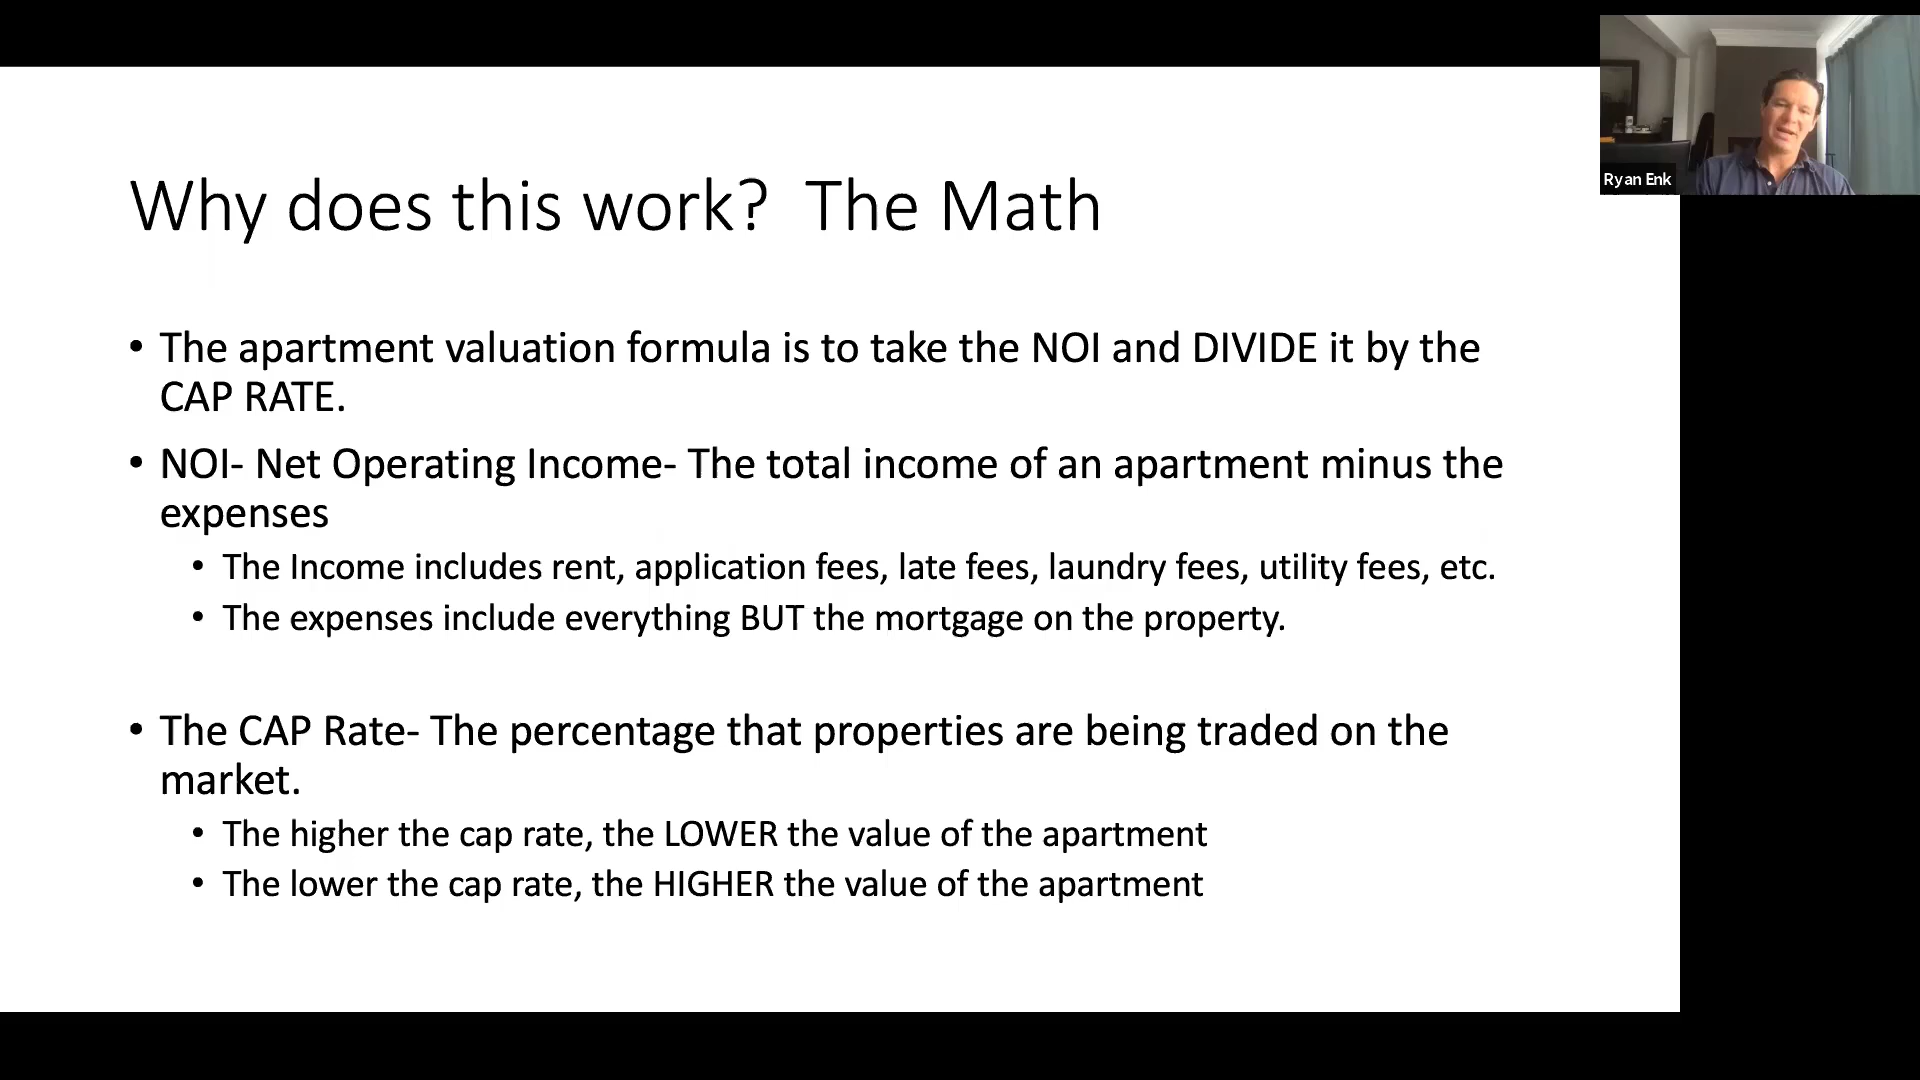 Ryan Enk
Why does this work?  The Math
• The apartment valuation formula is to take the NOI and DIVIDE it by the
CAP RATE.
• NOI- Net Operating Income- The total income of an apartment minus the
expenses
• The Income includes rent, application fees, late fees, laundry fees, utility fees, etc.
• The expenses include everything BUT the mortgage on the property.
• The CAP Rate- The percentage that properties are being traded on the
market.
• The higher the cap rate, the LOWER the value of the apartment
• The lower the cap rate, the HIGHER the value of the apartment